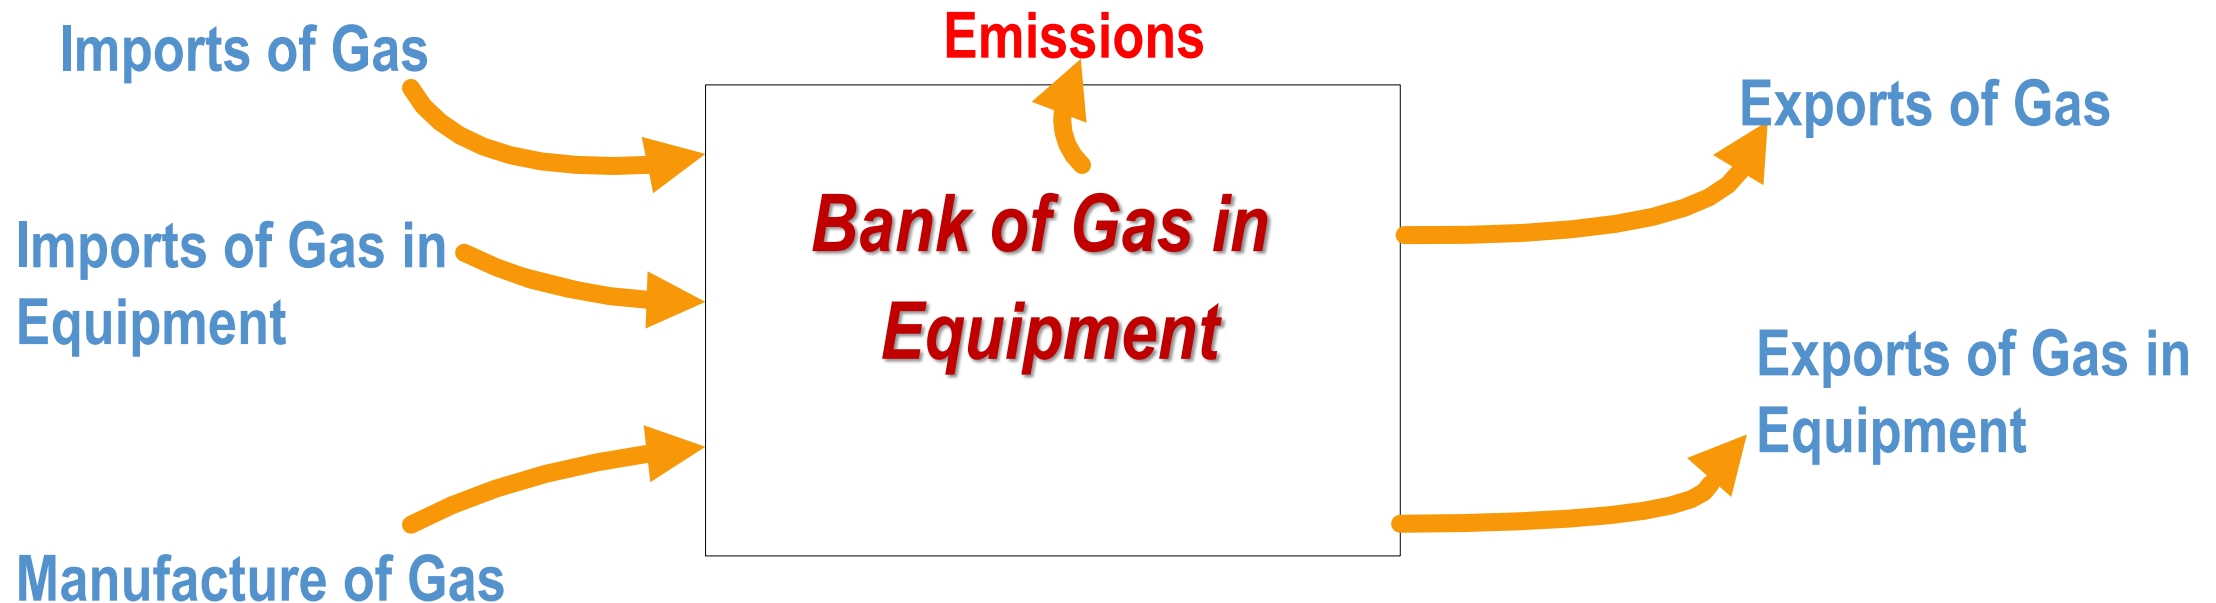 Imports of Gas
Emissions
Exports of Gas
Imports of Gas in
Equipment
Bank of Gas in
Equipment
Exports of Gas in
Equipment
Manufacture of Gas